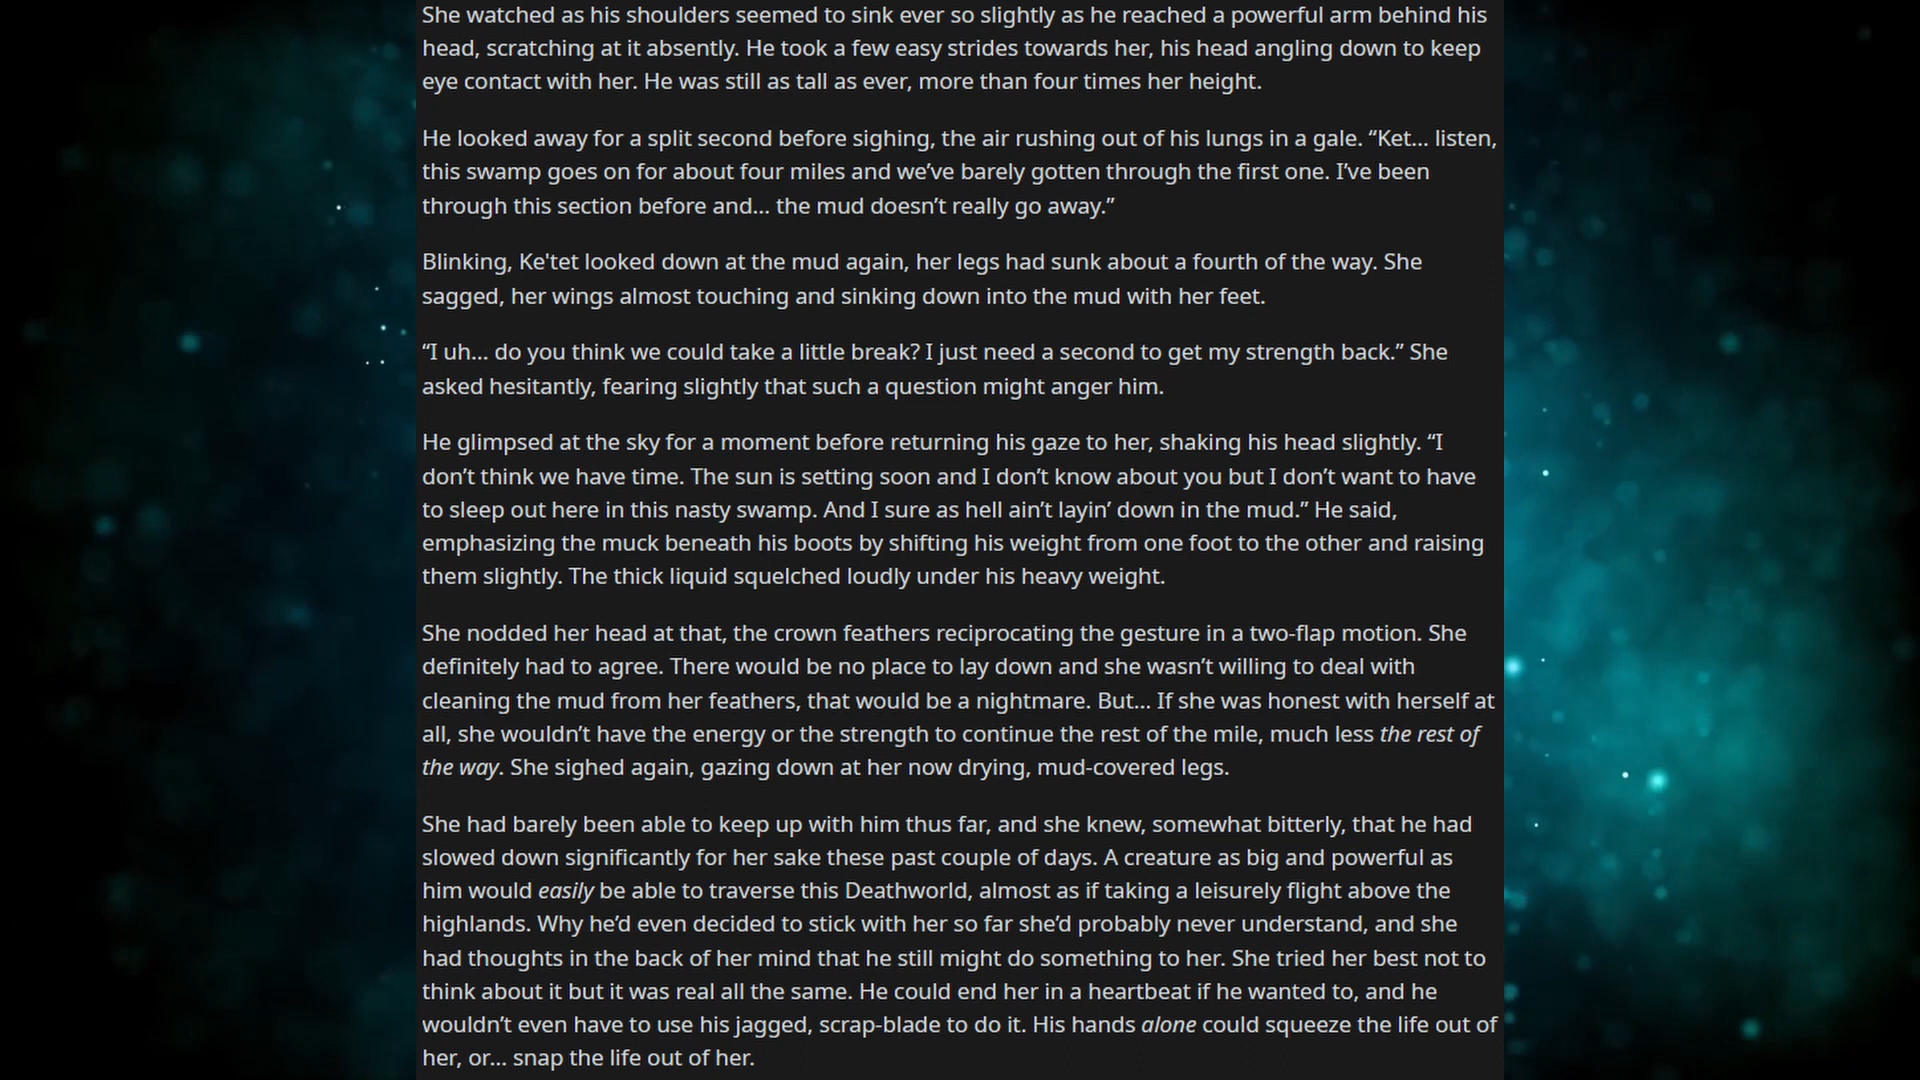 She watched as his shoulders seemed to sink ever so slightly as he reached a powerful arm behind his
head, scratching at it absently. He took a few easy strides towards her, his head angling down to keep
eye contact with her. He was still as tall as ever, more than four times her height.
He looked away for a split second before sighing, the air rushing out of his lungs in a gale. “Ket… listen,
this swamp goes on for about four miles and we’ve barely gotten through the first one. I’ve been
through this section before and… the mud doesn’t really go away.”
Blinking, Ke'tet looked down at the mud again, her legs had sunk about a fourth of the way. She
sagged, her wings almost touching and sinking down into the mud with her feet.
“I uh… do you think we could take a little break? I just need a second to get my strength back.” She
asked hesitantly, fearing slightly that such a question might anger him.
He glimpsed at the sky for a moment before returning his gaze to her, shaking his head slightly. “I
don’t think we have time. The sun is setting soon and I don’t know about you but I don’t want to have
to sleep out here in this nasty swamp. And I sure as hell ain’t layin’ down in the mud.” He said,
emphasizing the muck beneath his boots by shifting his weight from one foot to the other and raising
them slightly. The thick liquid squelched loudly under his heavy weight.
She nodded her head at that, the crown feathers reciprocating the gesture in a two-flap motion. She
definitely had to agree. There would be no place to lay down and she wasn’t willing to deal with
cleaning the mud from her feathers, that would be a nightmare. But… If she was honest with herself at
all, she wouldn’t have the energy or the strength to continue the rest of the mile, much less the rest of
the way. She sighed again, gazing down at her now drying, mud-covered legs.
She had barely been able to keep up with him thus far, and she knew, somewhat bitterly, that he had
slowed down significantly for her sake these past couple of days. A creature as big and powerful as
him would easily be able to traverse this Deathworld, almost as if taking a leisurely flight above the
highlands. Why he’d even decided to stick with her so far she’d probably never understand, and she
had thoughts in the back of her mind that he still might do something to her. She tried her best not to
think about it but it was real all the same. He could end her in a heartbeat if he wanted to, and he
wouldn’t even have to use his jagged, scrap-blade to do it. His hands alone could squeeze the life out of
her, or… snap the life out of her.